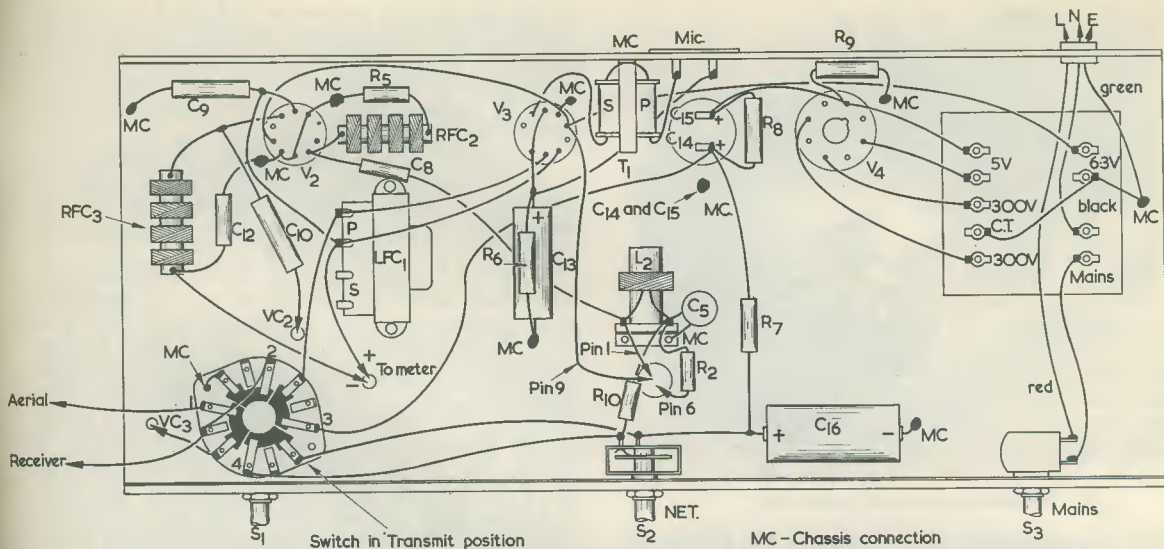 L N E
MC Mic.
R9
green
C9
R5
MC
MC
RFC2
V2
MC
C8
V3
MC
S P
T1
C15 +
C14 +
R8
MC
V4
5V
6·3V
300V
black
MC
C.T.
300V
Mains
C14 and C15
MC.
RFC3
C12
C10
P
LFC1
S
R6
+
C13
L2
C5
MC
R7
VC2
MC
Pin 1
R2
+
- To meter
Pin 9
R10
Pin 6
red
MC
2
Aerial
1
VC3
3
4
Receiver
+ C16 -
MC
S1
Switch in Transmit position
S2
NET.
MC - Chassis connection
S3
Mains